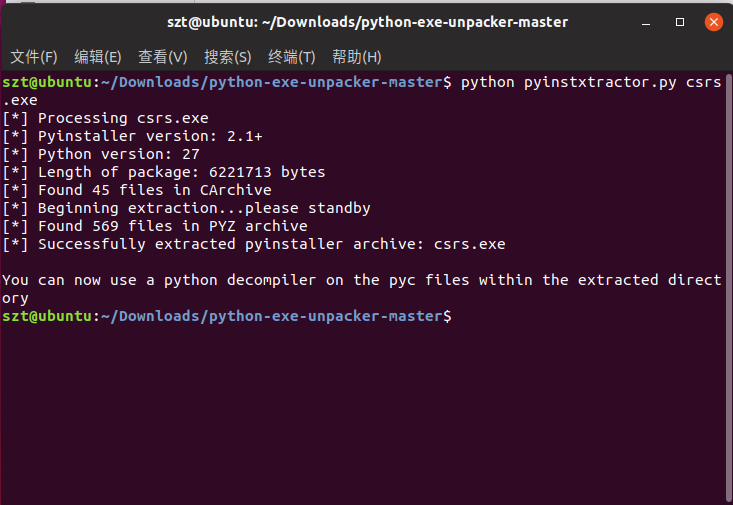 szt@ubuntu: ~/Downloads/python-exe-unpacker-master
文件(F) 编辑(E) 查看(V) 搜索(S) 终端(T) 帮助(H)
szt@ubuntu:~/Downloads/python-exe-unpacker-master$ python pyinstxtractor.py csrs
.exe
[*] Processing csrs.exe
[*] Pyinstaller version: 2.1+
[*] Python version: 27
[*] Length of package: 6221713 bytes
[*] Found 45 files in CArchive
[*] Beginning extraction...please standby
[*] Found 569 files in PYZ archive
[*] Successfully extracted pyinstaller archive: csrs.exe
You can now use a python decompiler on the pyc files within the extracted direct
ory
szt@ubuntu:~/Downloads/python-exe-unpacker-master$